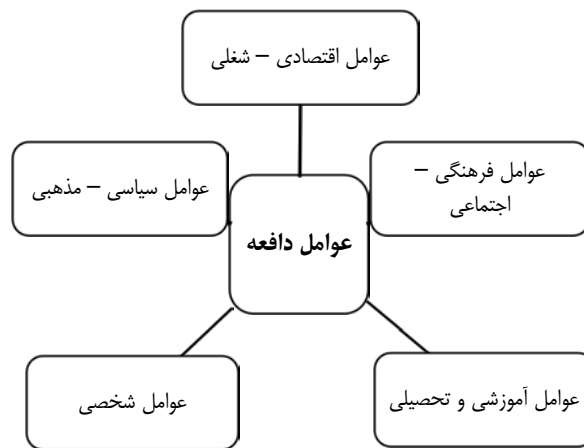 عوامل اقتصادی – شغلی
عوامل فرهنگی –
اجتماعی
عوامل سیاسی – مذهبی
عوامل دافعه
عوامل آموزشی و تحصیلی
عوامل شخصی